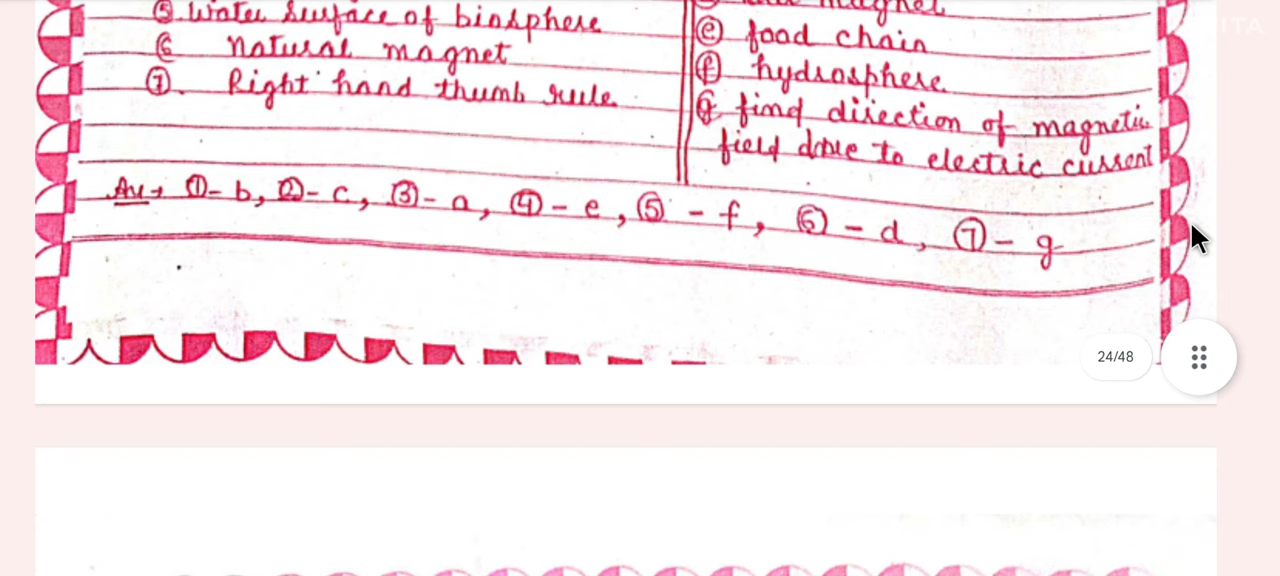 ⑤ Water surface of biosphere
⑥ natural magnet
⑦. Right hand thumb rule
magnet
ⓔ food chain
ⓕ hydrosphere
ⓖ find direction of magnetic
field due to electric current
Ans → ①- b, ②- c, ③- a, ④- e, ⑤ - f, ⑥ - d, ⑦- g
24/48